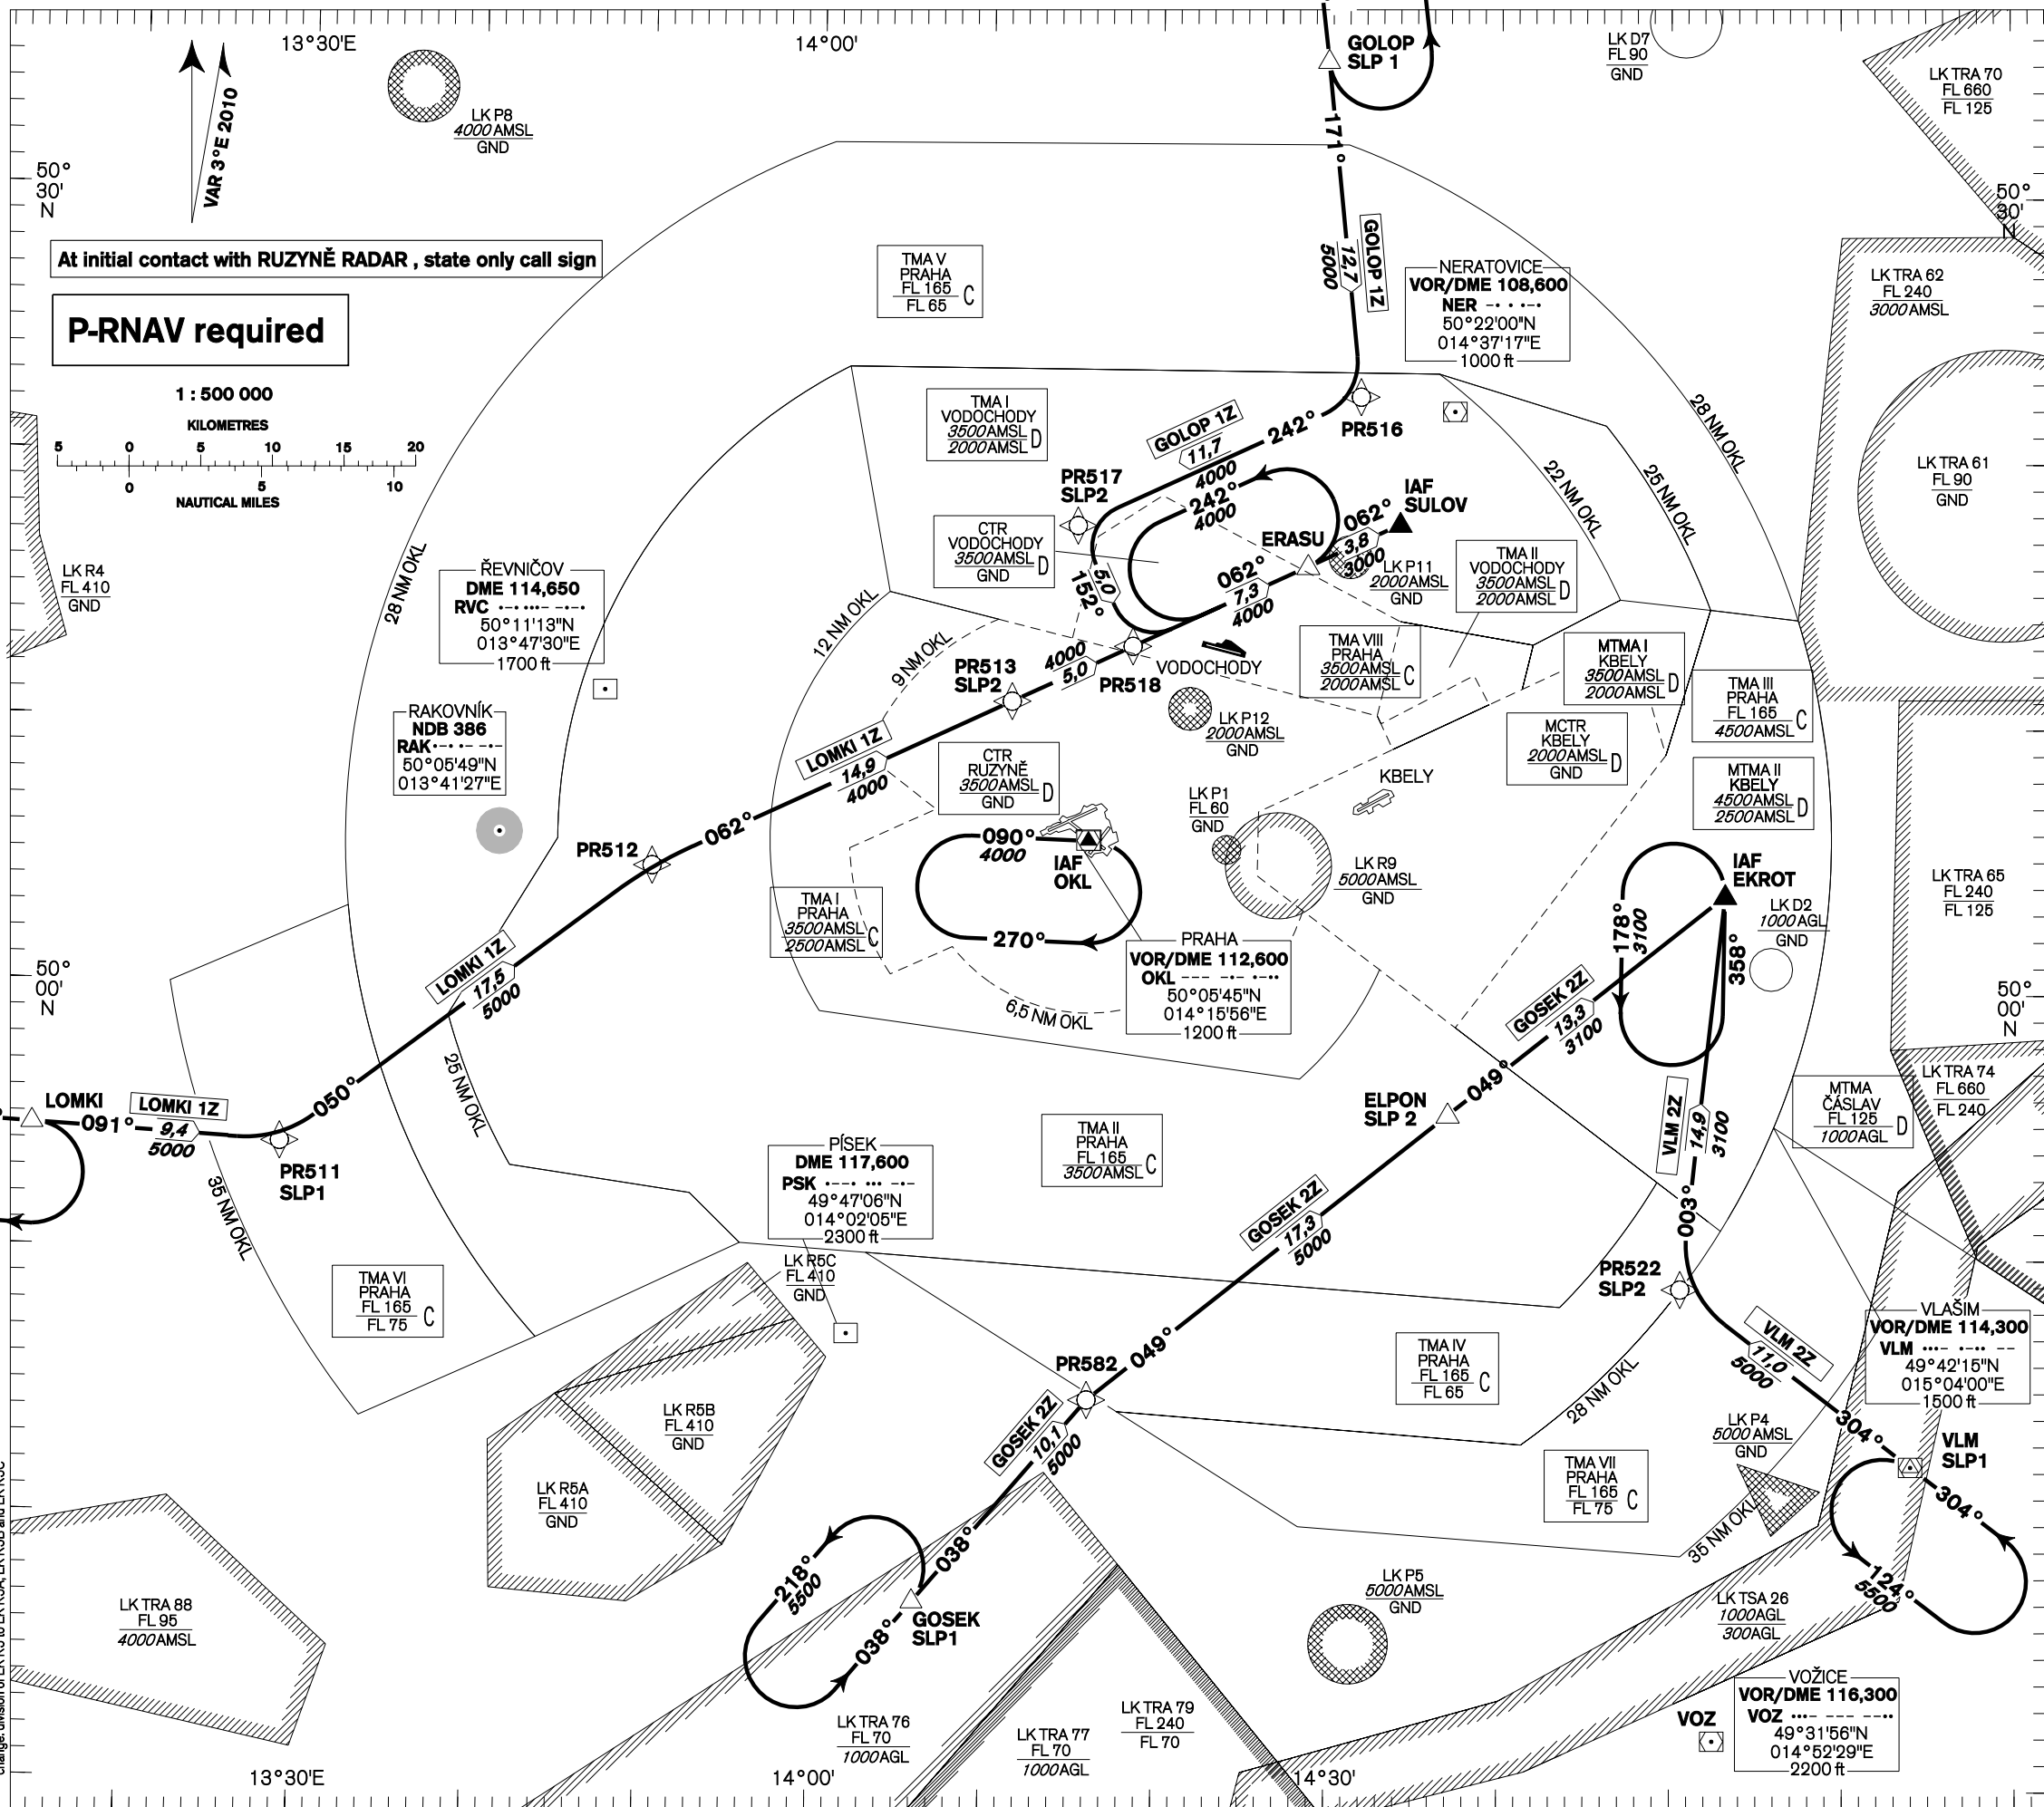 13°30'E
14°00'
GOLOP
SLP 1
LK D7
FL 90
GND
LK TRA 70
FL 660
FL 125
VAR 3°E 2010
LK P8
4000 AMSL
GND
171°
50°
30'
N
50°
30'
N
At initial contact with RUZYNĚ RADAR , state only call sign
P-RNAV required
1 : 500 000
KILOMETRES
5 0 5 10 15 20
0 5 10
NAUTICAL MILES
TMA V
PRAHA
FL 165
FL 65
C
GOLOP 1Z
12,7
5000
NERATOVICE
VOR/DME 108,600
NER -· · ·-·
50°22'00"N
014°37'17"E
1000 ft
LK TRA 62
FL 240
3000 AMSL
28 NM OKL
TMA I
VODOCHODY
3500 AMSL
2000 AMSL
D
GOLOP 1Z
11,7
4000
242°
PR516
22 NM OKL
25 NM OKL
LK TRA 61
FL 90
GND
PR517
SLP2
242°
4000
IAF
SULOV
062°
3,8
3000
ERASU
LK P11
2000 AMSL
GND
CTR
VODOCHODY
3500 AMSL
GND
D
TMA II
VODOCHODY
3500 AMSL
2000 AMSL
D
LK R4
FL 410
GND
28 NM OKL
ŘEVNIČOV
DME 114,650
RVC ·-· ···- -·-·
50°11'13"N
013°47'30"E
1700 ft
12 NM OKL
9 NM OKL
152°
5,0
062°
7,3
4000
PR513
SLP2
4000
5,0
PR518
VODOCHODY
TMA VIII
PRAHA
3500 AMSL
2000 AMSL
C
MTMA I
KBELY
3500 AMSL
2000 AMSL
D
TMA III
PRAHA
FL 165
4500 AMSL
C
RAKOVNÍK
NDB 386
RAK ·-· ·- -·-
50°05'49"N
013°41'27"E
LK P12
2000 AMSL
GND
MCTR
KBELY
2000 AMSL
GND
D
LOMKI 1Z
14,9
4000
CTR
RUZYNĚ
3500 AMSL
GND
D
KBELY
MTMA II
KBELY
4500 AMSL
2500 AMSL
D
LK P1
FL 60
GND
PR512
062°
090°
4000
IAF
OKL
LK R9
5000 AMSL
GND
IAF
EKROT
LK TRA 65
FL 240
FL 125
TMA I
PRAHA
3500 AMSL
2500 AMSL
C
270°
LK D2
1000 AGL
GND
178°
3100
358°
PRAHA
VOR/DME 112,600
OKL --- -·- ·-··
50°05'45"N
014°15'56"E
1200 ft
LOMKI 1Z
17,5
5000
50°
00'
N
6,5 NM OKL
GOSEK 2Z
13,3
3100
50°
00'
N
25 NM OKL
050°
049°
LK TRA 74
FL 660
FL 240
LOMKI
091°
LOMKI 1Z
9,4
5000
ELPON
SLP 2
VLM 2Z
14,9
3100
MTMA
ČÁSLAV
FL 125
1000 AGL
D
PR511
SLP1
35 NM OKL
PÍSEK
DME 117,600
PSK ·--· ··· -·-
49°47'06"N
014°02'05"E
2300 ft
TMA II
PRAHA
FL 165
3500 AMSL
C
GOSEK 2Z
17,3
5000
003°
PR522
SLP2
TMA VI
PRAHA
FL 165
FL 75
C
LK R5C
FL 410
GND
VLAŠIM
VOR/DME 114,300
VLM ···- ·-·· --
49°42'15"N
015°04'00"E
1500 ft
VLM 2Z
11,0
5000
PR582
049°
TMA IV
PRAHA
FL 165
FL 65
C
28 NM OKL
LK R5B
FL 410
GND
GOSEK 2Z
10,1
5000
LK P4
5000 AMSL
GND
304°
VLM
SLP1
LK R5A
FL 410
GND
TMA VII
PRAHA
FL 165
FL 75
C
35 NM OKL
304°
038°
218°
5500
LK P5
5000 AMSL
GND
124°
5500
LK TRA 88
FL 95
4000 AMSL
GOSEK
SLP1
038°
LK TSA 26
1000 AGL
300 AGL
LK TRA 76
FL 70
1000 AGL
LK TRA 77
FL 70
1000 AGL
LK TRA 79
FL 240
FL 70
VOZ
VOŽICE
VOR/DME 116,300
VOZ ···- --- --··
49°31'56"N
014°52'29"E
2200 ft
13°30'E
14°00'
14°30'